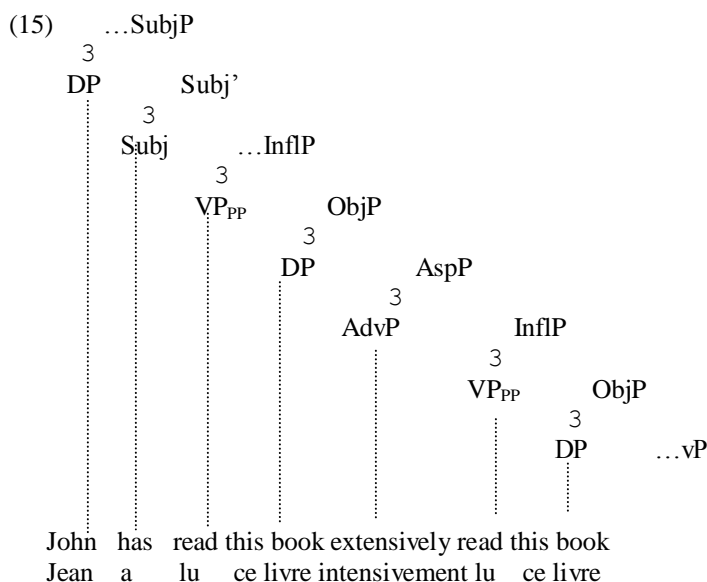 (15) …SubjP
3
DP Subj’
3
Subj …InflP
3
VPPP ObjP
3
DP AspP
3
AdvP InflP
3
VPPP ObjP
3
DP …vP
John has read this book extensively read this book
Jean a lu ce livre intensivement lu ce livre